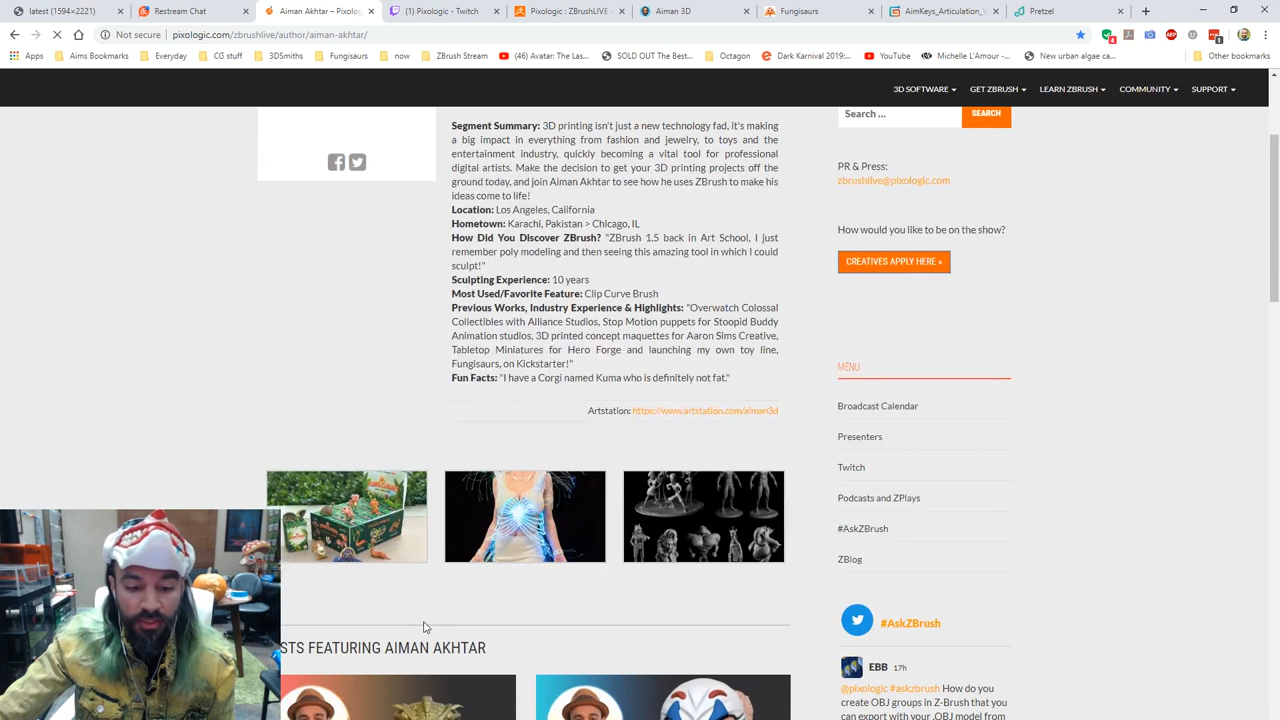 latest (1594×2221)
Restream Chat
Aiman Akhtar – Pixolog
(1) Pixologic - Twitch
Pixologic : ZBrushLIVE
Aiman 3D
Fungisaurs
AimKeys_Articulation_
Pretzel
Not secure
pixologic.com/zbrushlive/author/aiman-akhtar/
Apps
Aims Bookmarks
Everyday
CG stuff
3DSmiths
Fungisaurs
now
ZBrush Stream
(46) Avatar: The Las...
SOLD OUT The Best...
Octagon
Dark Karnival 2019:...
YouTube
Michelle L'Amour -...
New urban algae ca...
Other bookmarks
3D SOFTWARE
GET ZBRUSH
LEARN ZBRUSH
COMMUNITY
SUPPORT
Segment Summary: 3D printing isn't just a new technology fad, it's making
a big impact in everything from fashion and jewelry, to toys and the
entertainment industry, quickly becoming a vital tool for professional
digital artists. Make the decision to get your 3D printing projects off the
ground today, and join Aiman Akhtar to see how he uses ZBrush to make his
ideas come to life!
Location: Los Angeles, California
Hometown: Karachi, Pakistan > Chicago, IL
How Did You Discover ZBrush? "ZBrush 1.5 back in Art School, I just
remember poly modeling and then seeing this amazing tool in which I could
sculpt!"
Sculpting Experience: 10 years
Most Used/Favorite Feature: Clip Curve Brush
Previous Works, Industry Experience & Highlights: "Overwatch Colossal
Collectibles with Alliance Studios, Stop Motion puppets for Stoopid Buddy
Animation studios, 3D printed concept maquettes for Aaron Sims Creative,
Tabletop Miniatures for Hero Forge and launching my own toy line,
Fungisaurs, on Kickstarter!"
Fun Facts: "I have a Corgi named Kuma who is definitely not fat."
Artstation: https://www.artstation.com/aiman3d
STS FEATURING AIMAN AKHTAR
Search ...
SEARCH
PR & Press:
zbrushlive@pixologic.com
How would you like to be on the show?
CREATIVES APPLY HERE »
MENU
Broadcast Calendar
Presenters
Twitch
Podcasts and ZPlays
#AskZBrush
ZBlog
#AskZBrush
EBB 17h
@pixologic #askzbrush How do you
create OBJ groups in Z-Brush that you
can export with your .OBJ model from